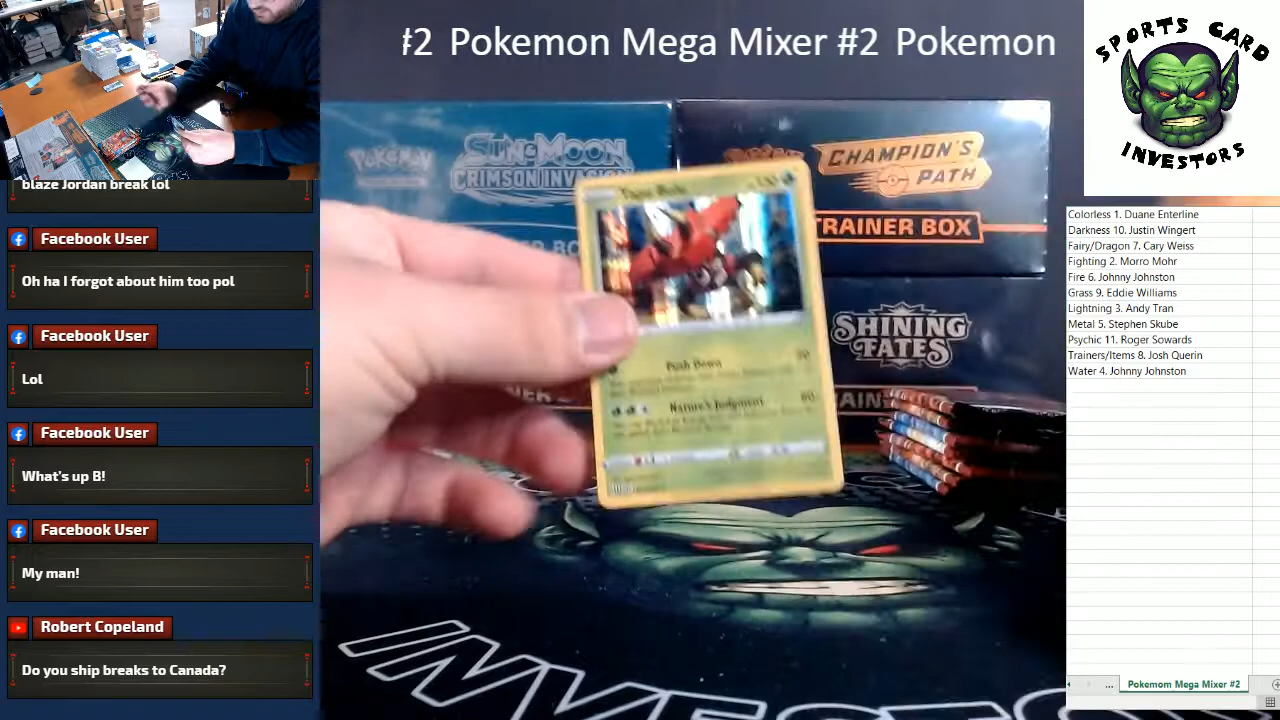 #2 Pokemon Mega Mixer #2 Pokemon
SPORTS CARD
INVESTORS
blaze Jordan break lol
Facebook User
Oh ha I forgot about him too pol
Facebook User
Lol
Facebook User
What's up B!
Facebook User
My man!
Robert Copeland
Do you ship breaks to Canada?
POKÉMON
SUN & MOON
CRIMSON INVASION
CHAMPION'S
PATH
TRAINER BOX
SHINING
FATES
Push Down
Nature's Judgment
INVESTO
Colorless 1. Duane Enterline
Darkness 10. Justin Wingert
Fairy/Dragon 7. Cary Weiss
Fighting 2. Morro Mohr
Fire 6. Johnny Johnston
Grass 9. Eddie Williams
Lightning 3. Andy Tran
Metal 5. Stephen Skube
Psychic 11. Roger Sowards
Trainers/Items 8. Josh Querin
Water 4. Johnny Johnston
... Pokemom Mega Mixer #2